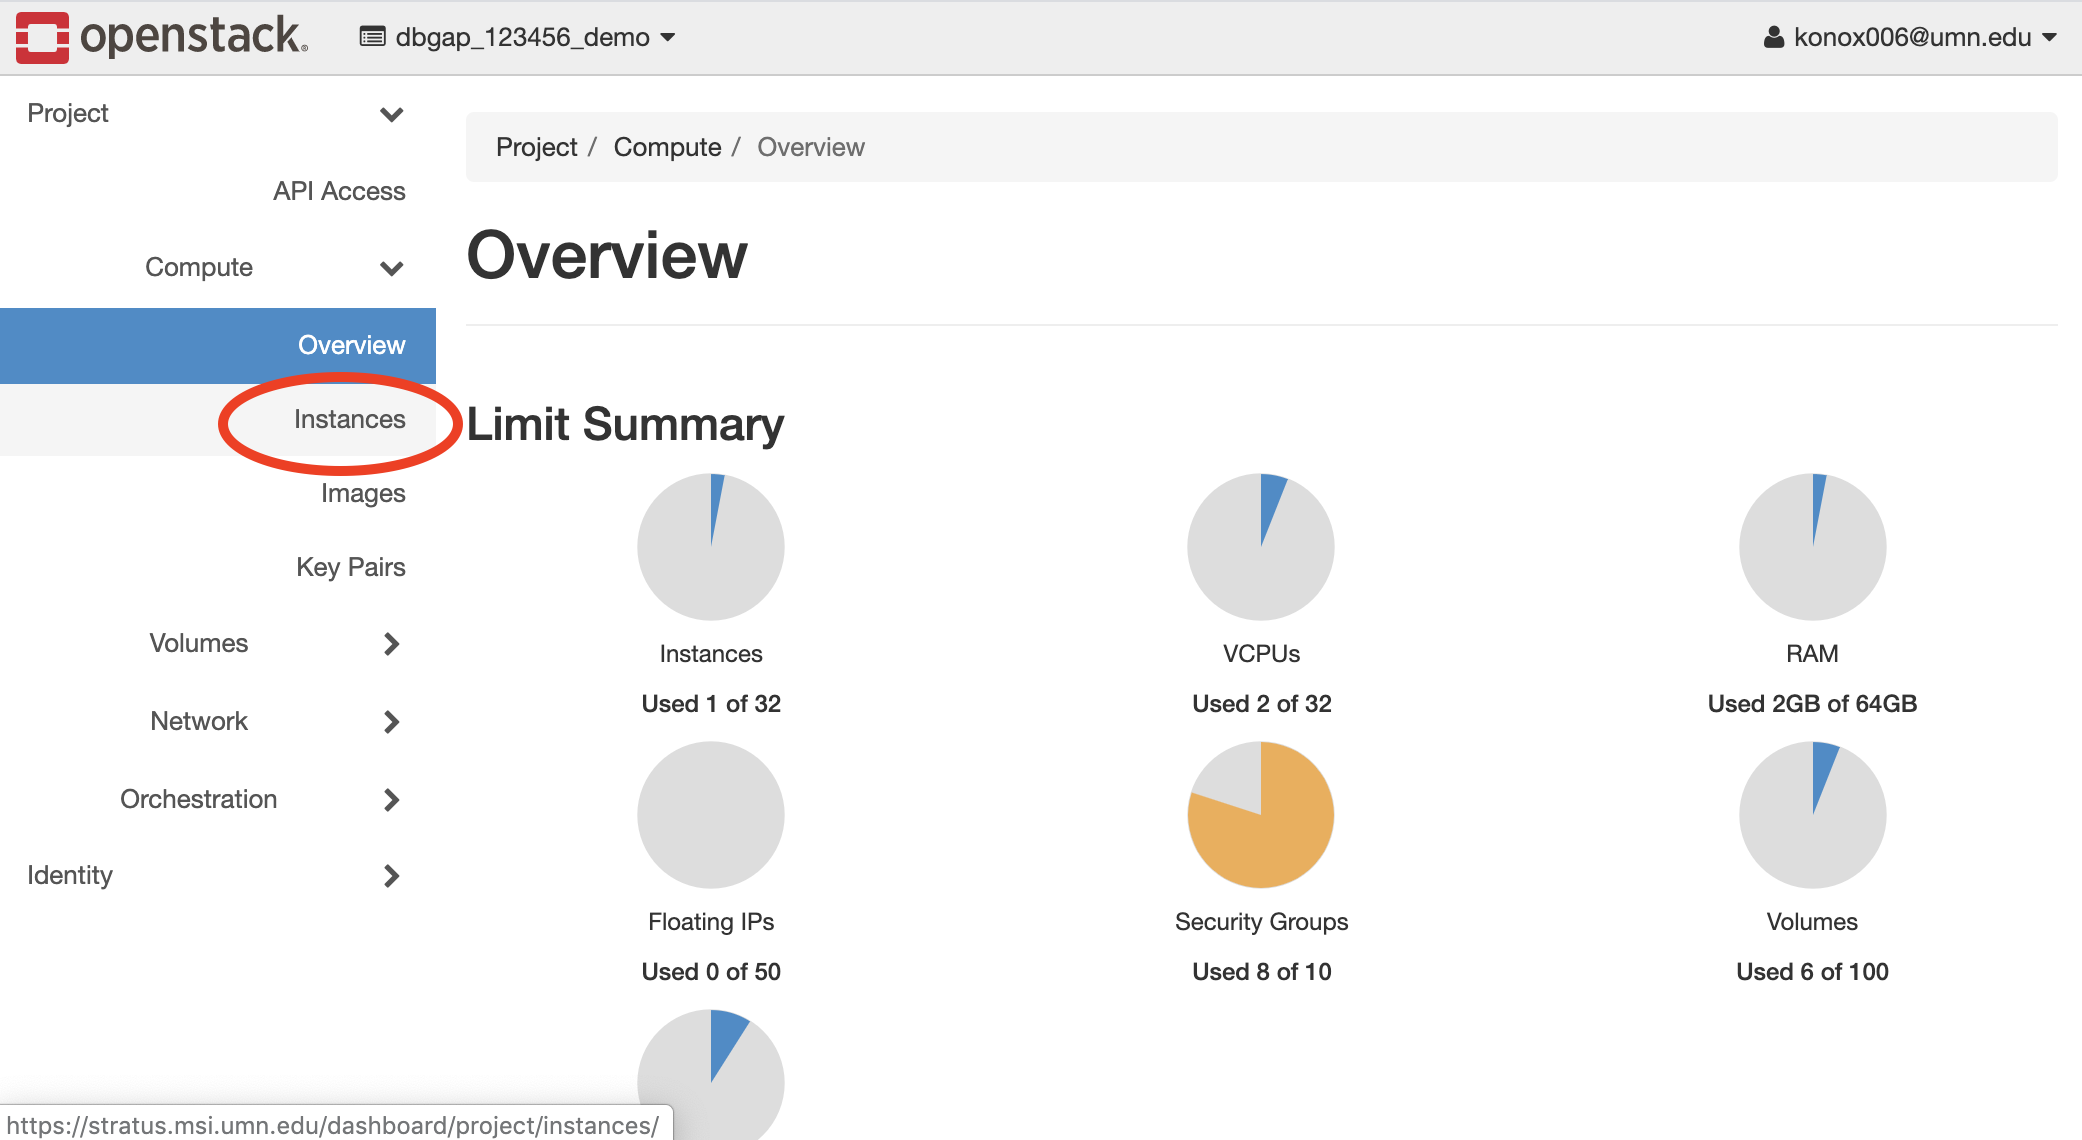 openstack. dbgap_123456_demo konox006@umn.edu
Project
API Access
Compute
Overview
Instances
Images
Key Pairs
Volumes
Network
Orchestration
Identity
Project / Compute / Overview
Overview
Limit Summary
Instances
Used 1 of 32
VCPUs
Used 2 of 32
RAM
Used 2GB of 64GB
Floating IPs
Used 0 of 50
Security Groups
Used 8 of 10
Volumes
Used 6 of 100
https://stratus.msi.umn.edu/dashboard/project/instances/